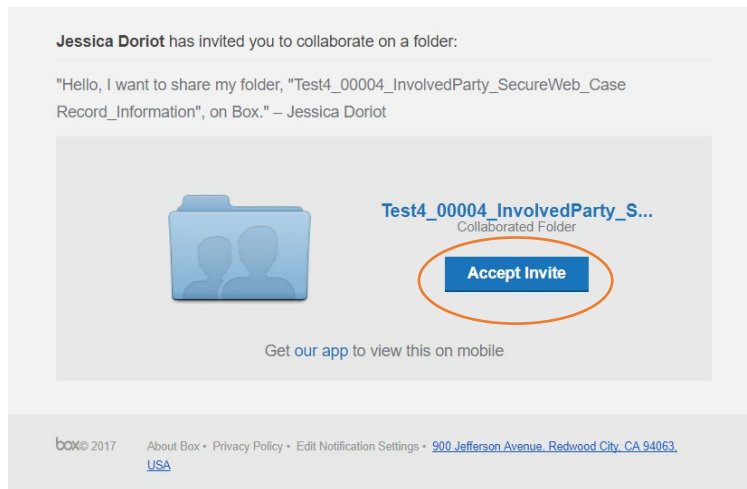 Jessica Doriot has invited you to collaborate on a folder:
"Hello, I want to share my folder, "Test4_00004_InvolvedParty_SecureWeb_Case
Record_Information", on Box." – Jessica Doriot
Test4_00004_InvolvedParty_S...
Collaborated Folder
Accept Invite
Get our app to view this on mobile
box© 2017 About Box • Privacy Policy • Edit Notification Settings • 900 Jefferson Avenue, Redwood City, CA 94063,
USA